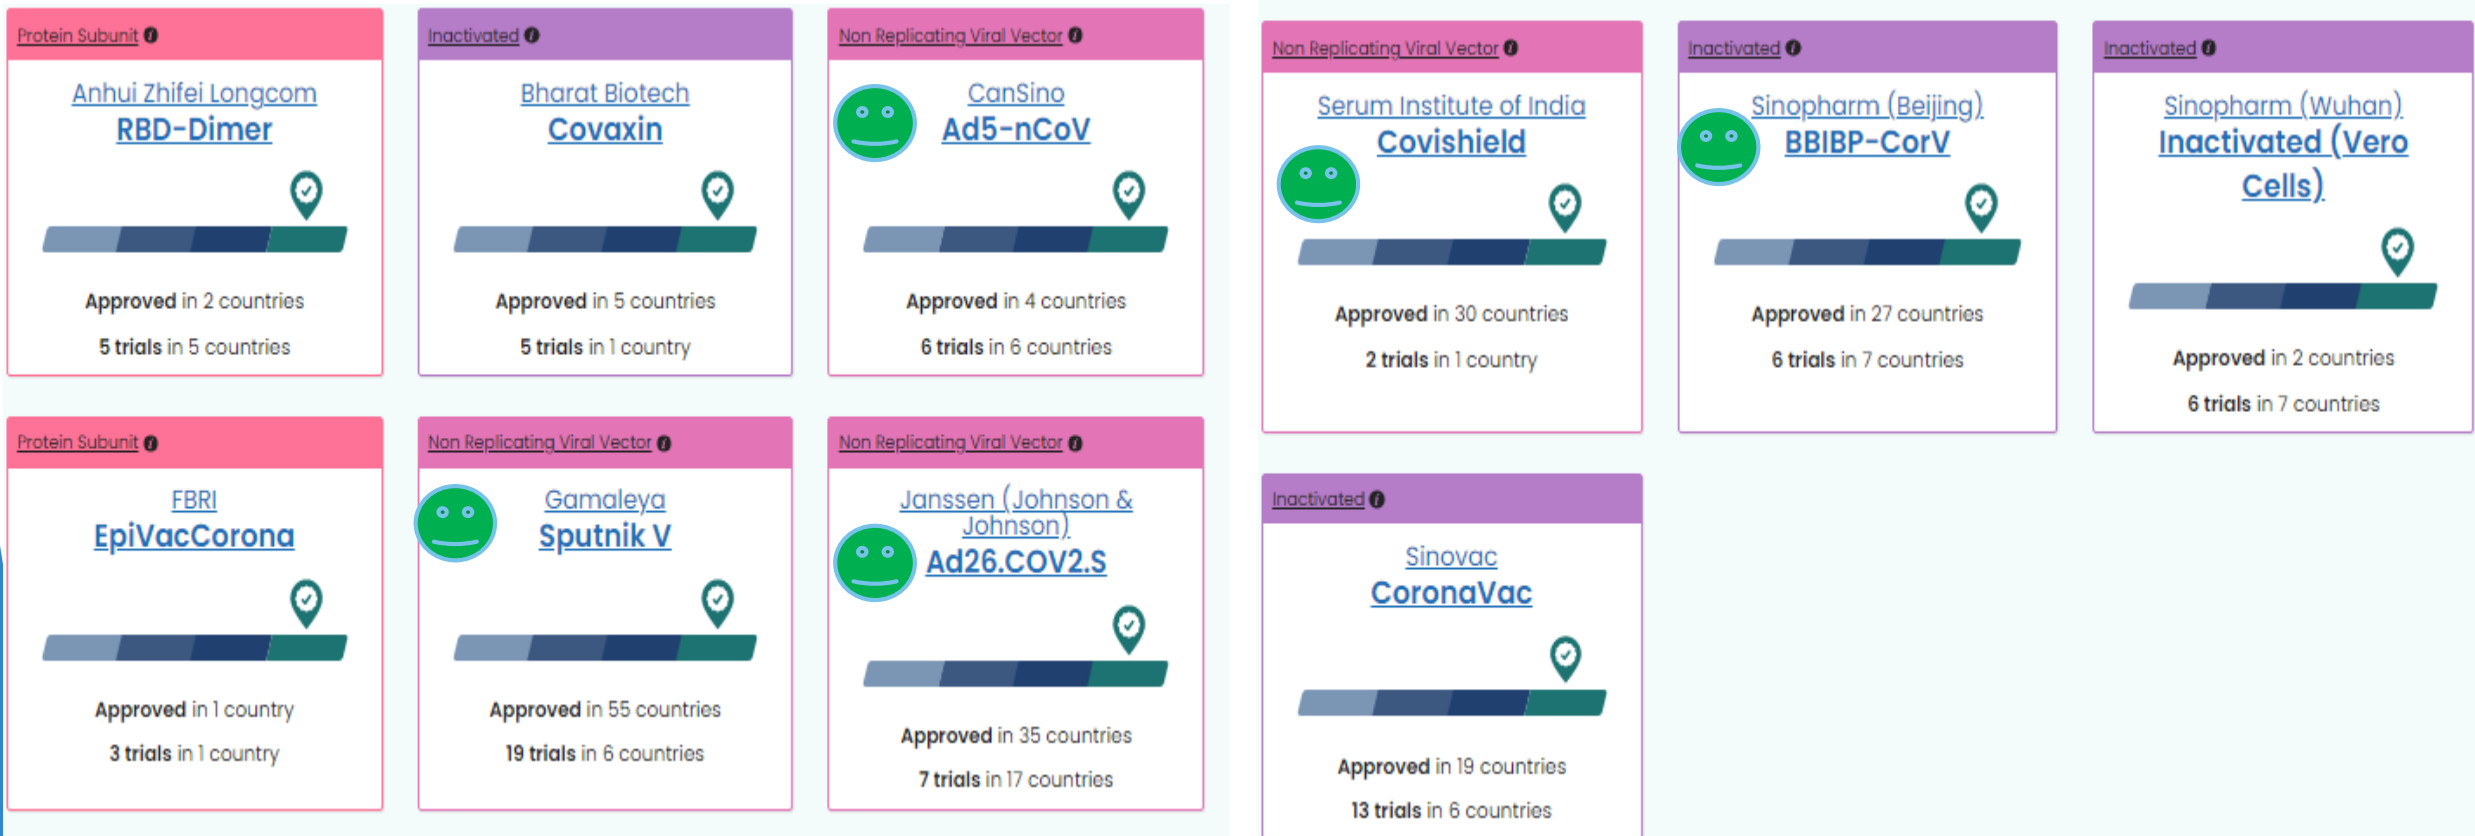 Protein Subunit
Anhui Zhifei Longcom
RBD-Dimer
Approved in 2 countries
5 trials in 5 countries
Inactivated
Bharat Biotech
Covaxin
Approved in 5 countries
5 trials in 1 country
Non Replicating Viral Vector
CanSino
Ad5-nCoV
Approved in 4 countries
6 trials in 6 countries
Protein Subunit
FBRI
EpiVacCorona
Approved in 1 country
3 trials in 1 country
Non Replicating Viral Vector
Gamaleya
Sputnik V
Approved in 55 countries
19 trials in 6 countries
Non Replicating Viral Vector
Janssen (Johnson &
Johnson)
Ad26.COV2.S
Approved in 35 countries
7 trials in 17 countries
Non Replicating Viral Vector
Serum Institute of India
Covishield
Approved in 30 countries
2 trials in 1 country
Inactivated
Sinopharm (Beijing)
BBIBP-CorV
Approved in 27 countries
6 trials in 7 countries
Inactivated
Sinopharm (Wuhan)
Inactivated (Vero
Cells)
Approved in 2 countries
6 trials in 7 countries
Inactivated
Sinovac
CoronaVac
Approved in 19 countries
13 trials in 6 countries